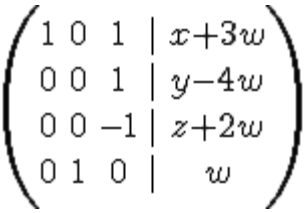 1 0 1 | x+3w
0 0 1 | y−4w
0 0 −1 | z+2w
0 1 0 | w